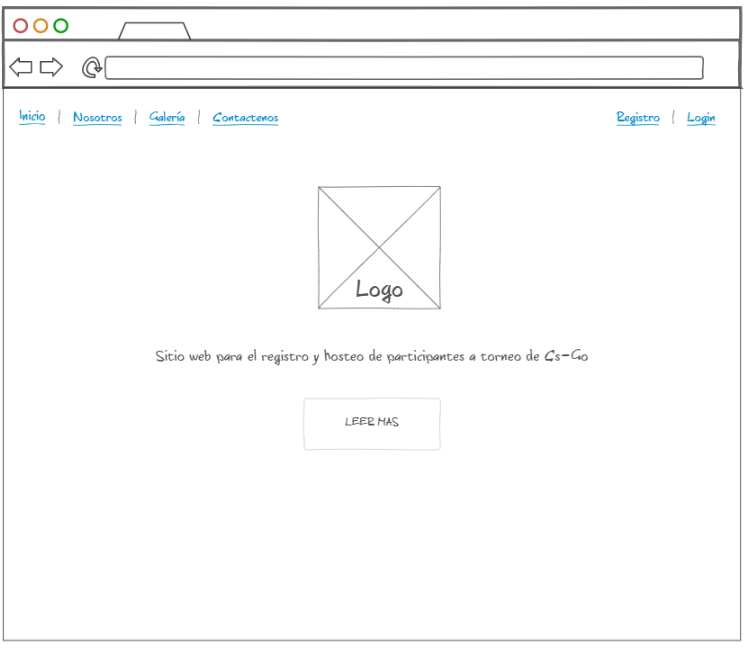 Inicio | Nosotros | Galería | Contactenos Registro | Login
Logo
Sitio web para el registro y hosteo de participantes a torneo de Cs-Go
LEER MAS